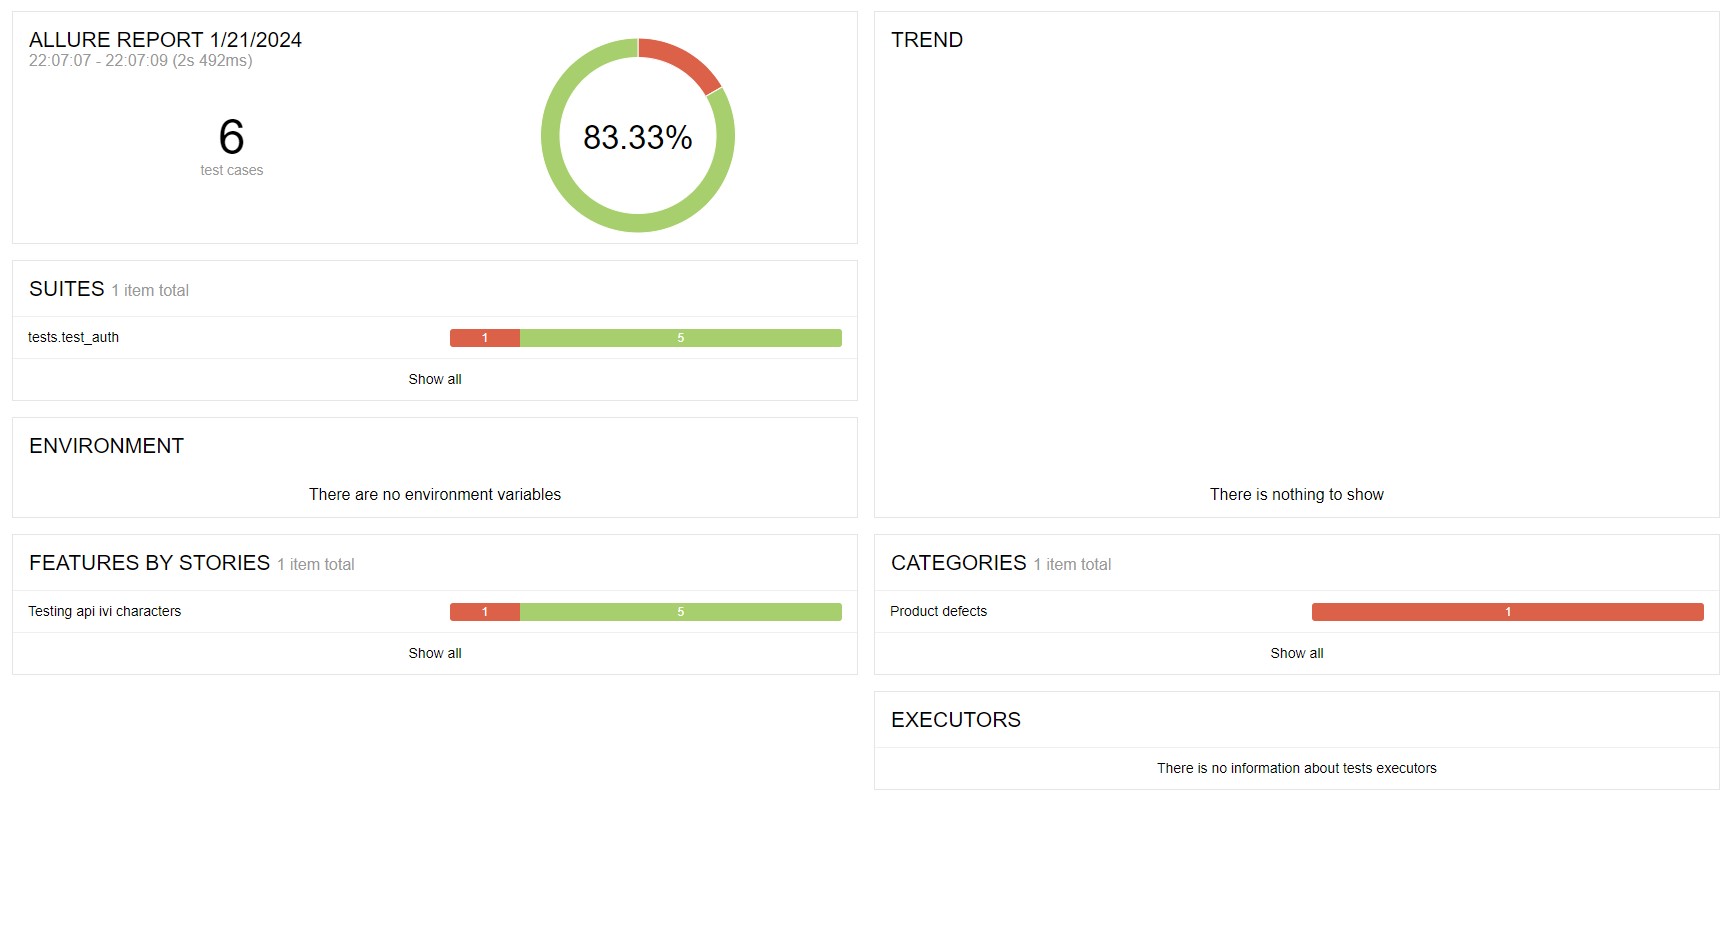 ALLURE REPORT 1/21/2024
22:07:07 - 22:07:09 (2s 492ms)
6
test cases
83.33%
SUITES 1 item total
tests.test_auth 1 5
Show all
ENVIRONMENT
There are no environment variables
FEATURES BY STORIES 1 item total
Testing api ivi characters 1 5
Show all
TREND
There is nothing to show
CATEGORIES 1 item total
Product defects 1
Show all
EXECUTORS
There is no information about tests executors